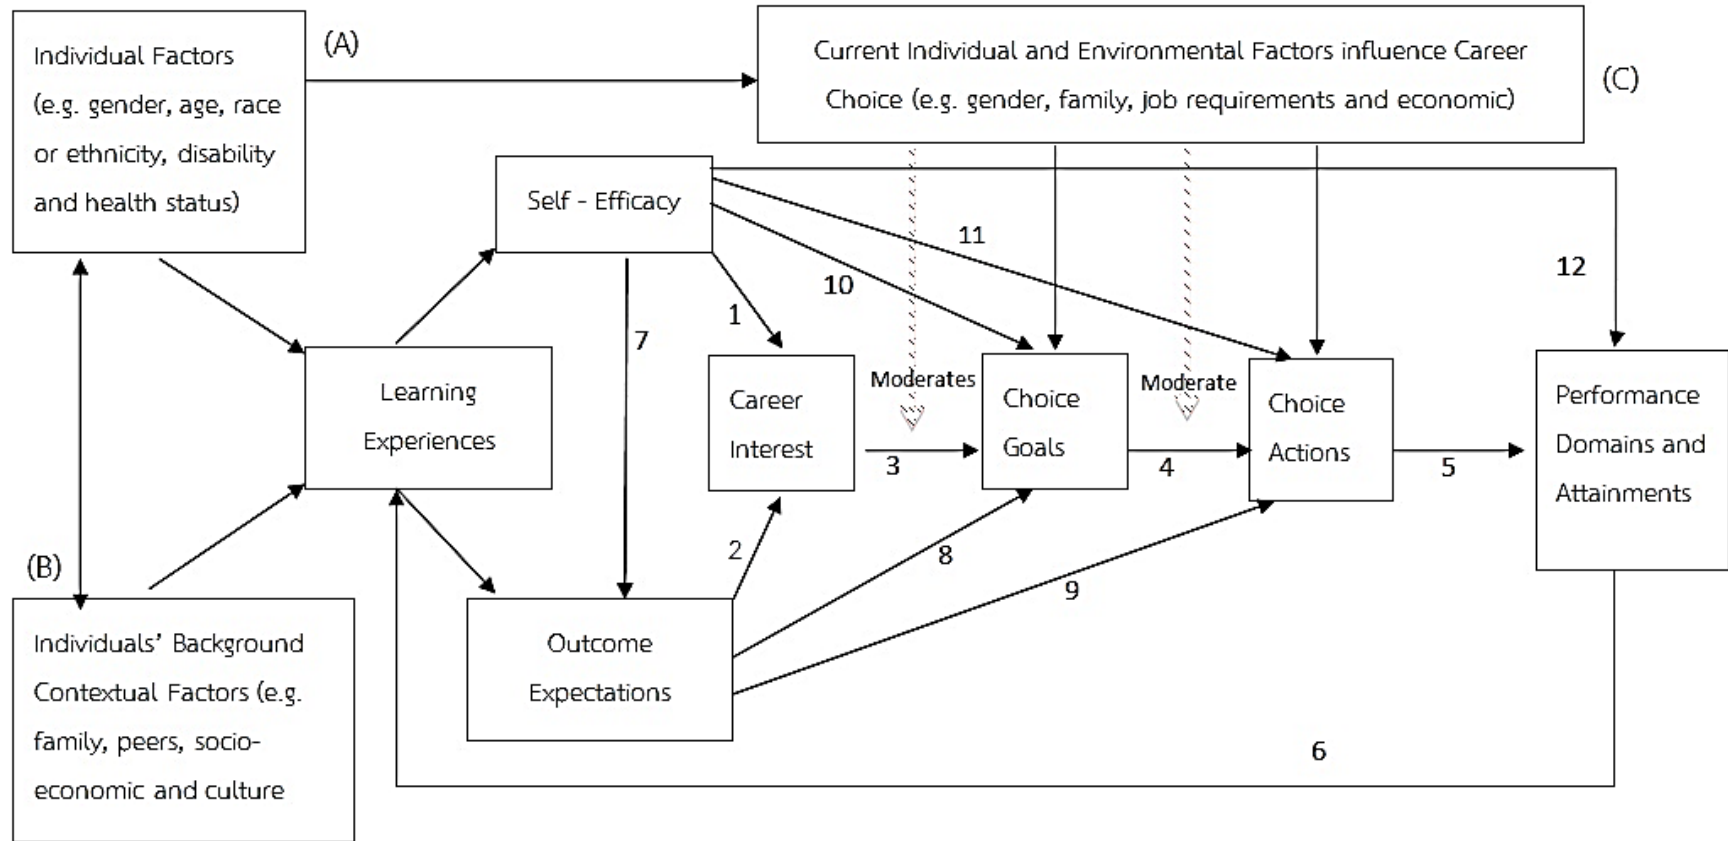 Individual Factors
(e.g. gender, age, race
or ethnicity, disability
and health status)
(A)
Current Individual and Environmental Factors influence Career
Choice (e.g. gender, family, job requirements and economic)
(C)
Self - Efficacy
11
10
12
1
7
Learning
Experiences
Career
Interest
Moderates
3
Choice
Goals
Moderate
4
Choice
Actions
5
Performance
Domains and
Attainments
2
8
9
(B)
Individuals' Background
Contextual Factors (e.g.
family, peers, socio-
economic and culture
Outcome
Expectations
6